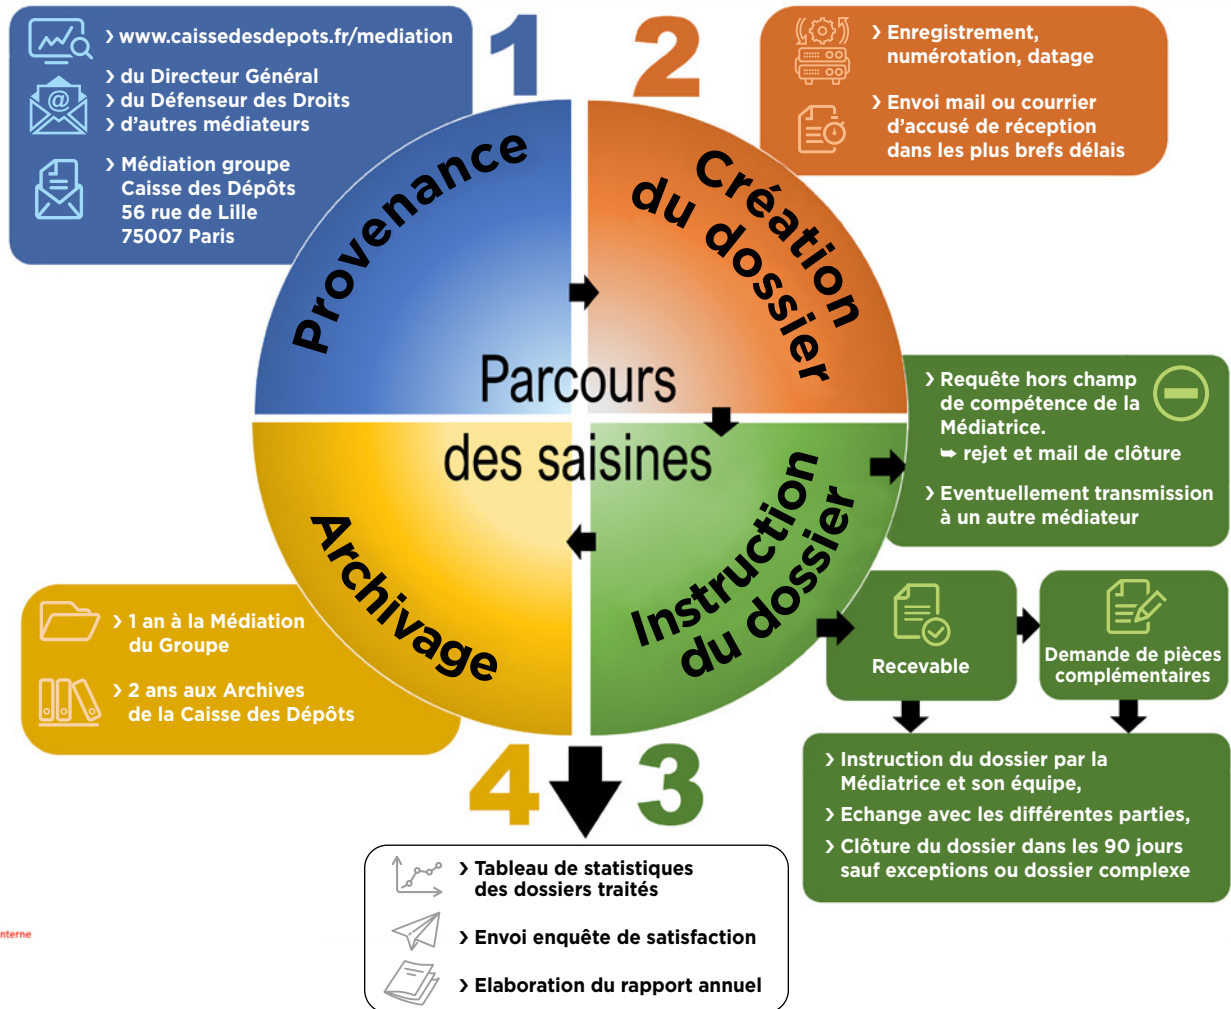 1
› www.caissedesdepots.fr/mediation
› du Directeur Général
› du Défenseur des Droits
› d'autres médiateurs
› Médiation groupe
Caisse des Dépôts
56 rue de Lille
75007 Paris
Provenance
2
› Enregistrement,
numérotation, datage
› Envoi mail ou courrier
d'accusé de réception
dans les plus brefs délais
Création
du dossier
Parcours
des saisines
› Requête hors champ
de compétence de la
Médiatrice.
➥ rejet et mail de clôture
› Eventuellement transmission
à un autre médiateur
Instruction
du dossier
Recevable
Demande de pièces
complémentaires
› Instruction du dossier par la
Médiatrice et son équipe,
› Echange avec les différentes parties,
› Clôture du dossier dans les 90 jours
sauf exceptions ou dossier complexe
3
Archivage
› 1 an à la Médiation
du Groupe
› 2 ans aux Archives
de la Caisse des Dépôts
4
› Tableau de statistiques
des dossiers traités
› Envoi enquête de satisfaction
› Elaboration du rapport annuel
nterne